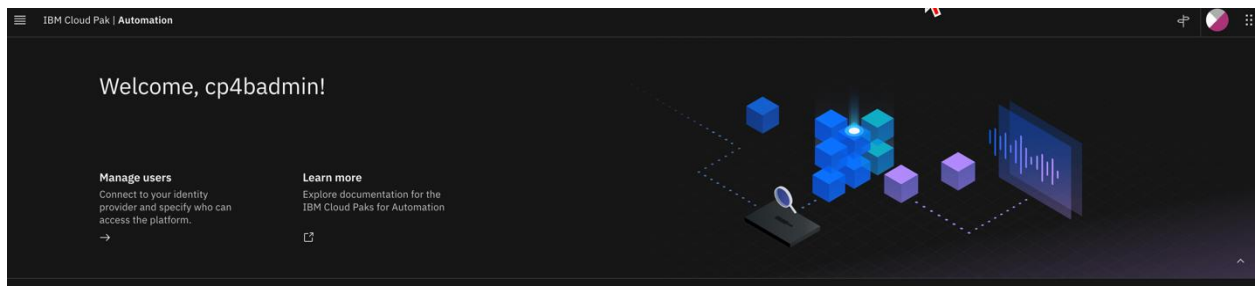 IBM Cloud Pak | Automation
Welcome, cp4badmin!
Manage users
Connect to your identity
provider and specify who can
access the platform.
Learn more
Explore documentation for the
IBM Cloud Paks for Automation